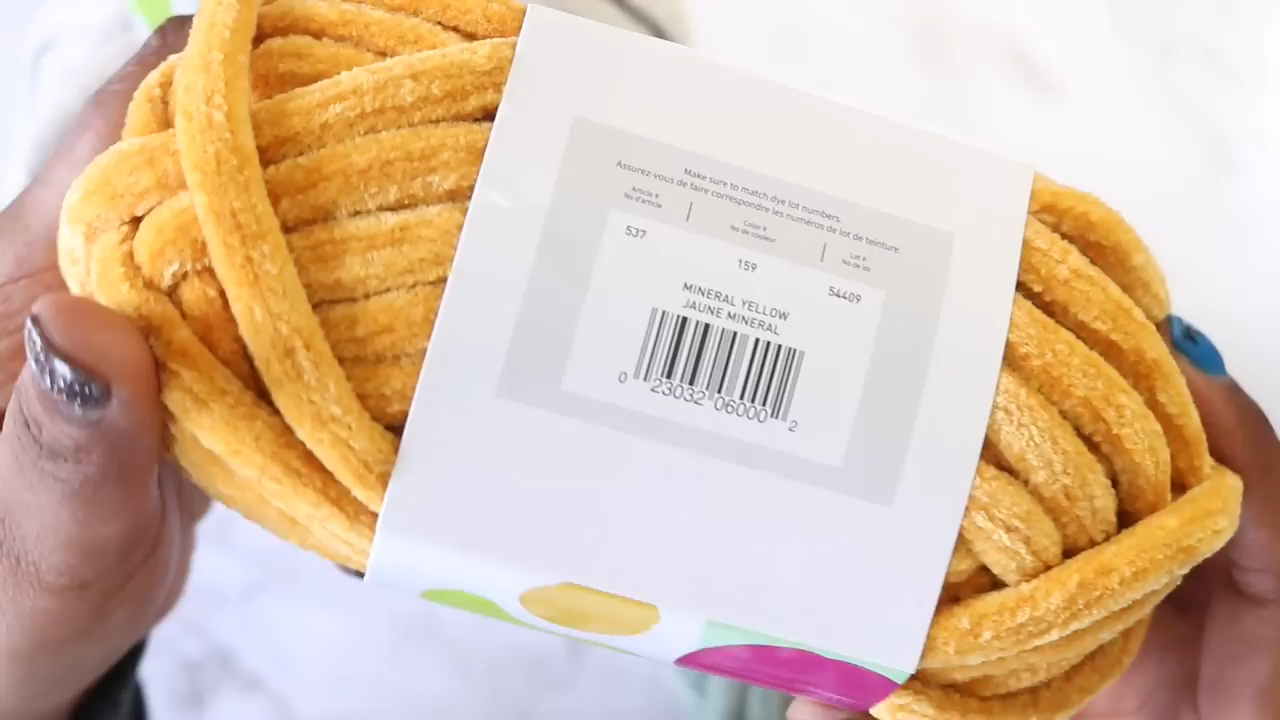 Make sure to match dye lot numbers.
Assurez-vous de faire correspondre les numéros de lot de teinture.
Article #
No d'article
Color #
No de couleur
Lot #
No de lot
537
159
54409
MINERAL YELLOW
JAUNE MINERAL
0 23032 06000 2